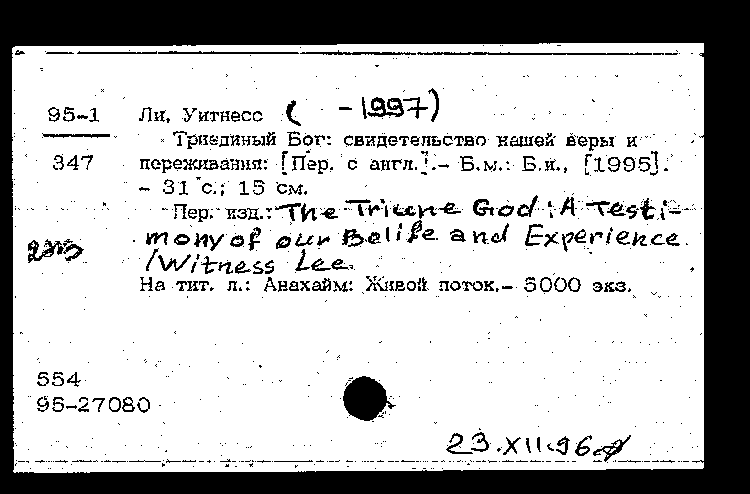 95-1 Ли, Уитнесс ( -1997)
Триединый Бог: свидетельство нашей веры и
347 переживания: [Пер. с англ.].- Б.м.: Б.и., [1995].
- 31 с.; 15 см.
Пер. изд.: The Triune God : A Testi-
mony of our Belife and Experience
/Witness Lee.
На тит. л.: Анахайм: Живой поток.- 5000 экз.
554
95-27080
23.XII.96